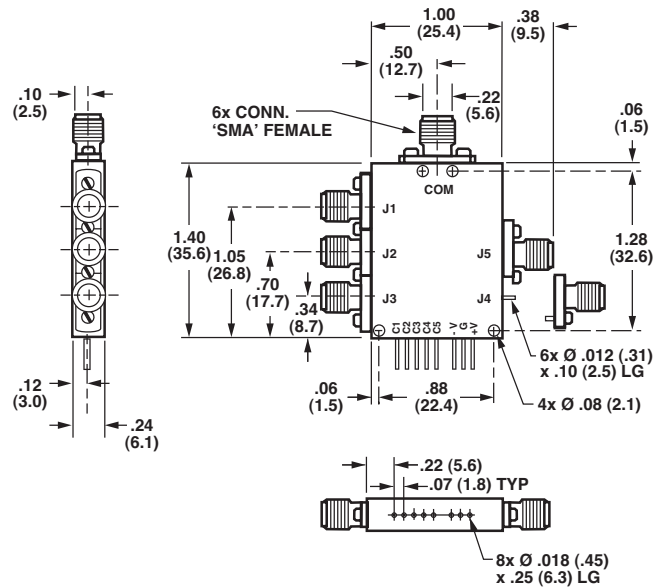 1.00
(25.4)
.38
(9.5)
.50
(12.7)
.10
(2.5)
6x CONN.
'SMA' FEMALE
.22
(5.6)
.06
(1.5)
COM
J1
1.40
(35.6)
1.05
(26.8)
J2
J5
1.28
(32.6)
.70
(17.7)
J3
J4
.34
(8.7)
C1
C2
C3
C4
C5
-V
G
+V
6x Ø .012 (.31)
x .10 (2.5) LG
.12
(3.0)
.06
(1.5)
.88
(22.4)
4x Ø .08 (2.1)
.24
(6.1)
.22 (5.6)
.07 (1.8) TYP
8x Ø .018 (.45)
x .25 (6.3) LG